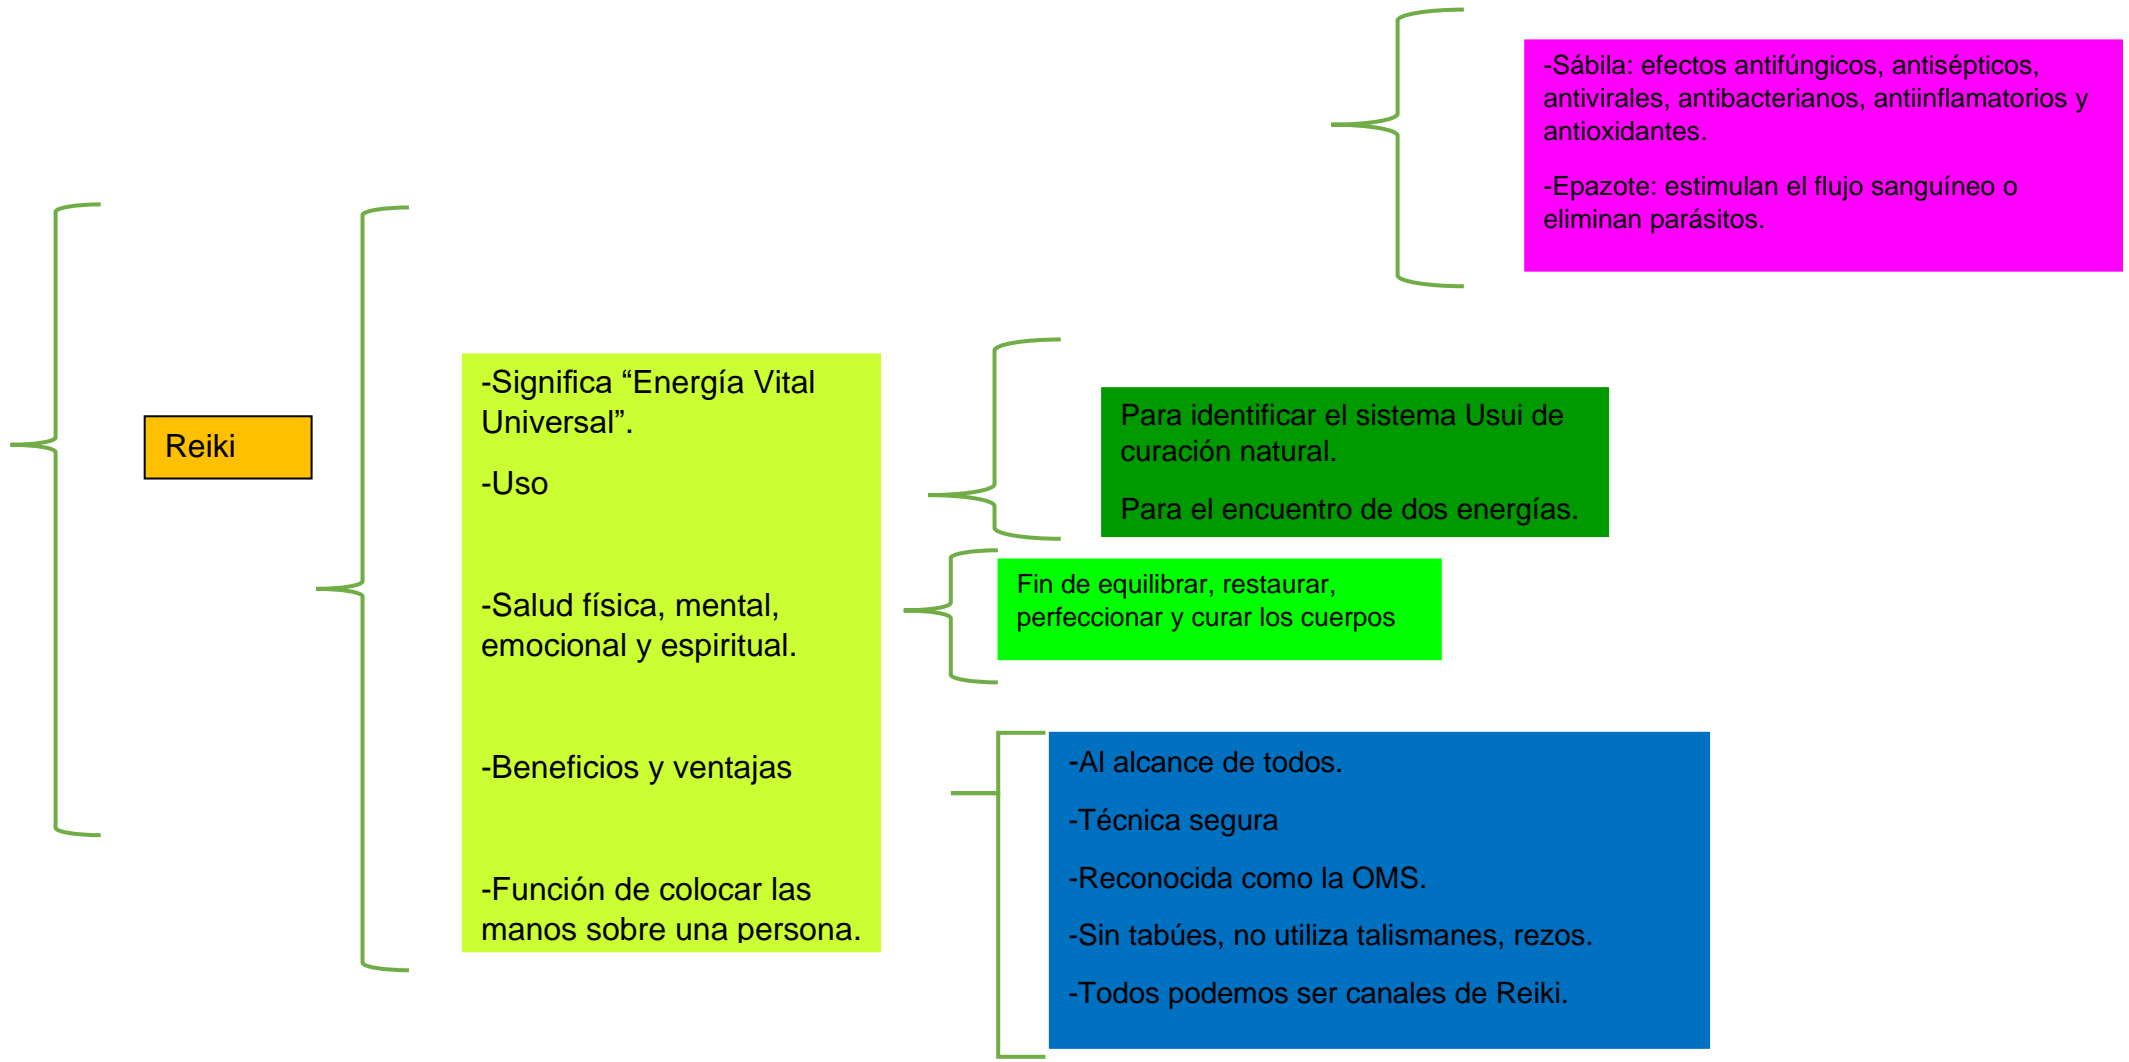 -Sábila: efectos antifúngicos, antisépticos,
antivirales, antibacterianos, antiinflamatorios y
antioxidantes.
-Epazote: estimulan el flujo sanguíneo o
eliminan parásitos.
Reiki
-Significa “Energía Vital
Universal”.
-Uso
-Salud física, mental,
emocional y espiritual.
-Beneficios y ventajas
-Función de colocar las
manos sobre una persona.
Para identificar el sistema Usui de
curación natural.
Para el encuentro de dos energías.
Fin de equilibrar, restaurar,
perfeccionar y curar los cuerpos
-Al alcance de todos.
-Técnica segura
-Reconocida como la OMS.
-Sin tabúes, no utiliza talismanes, rezos.
-Todos podemos ser canales de Reiki.